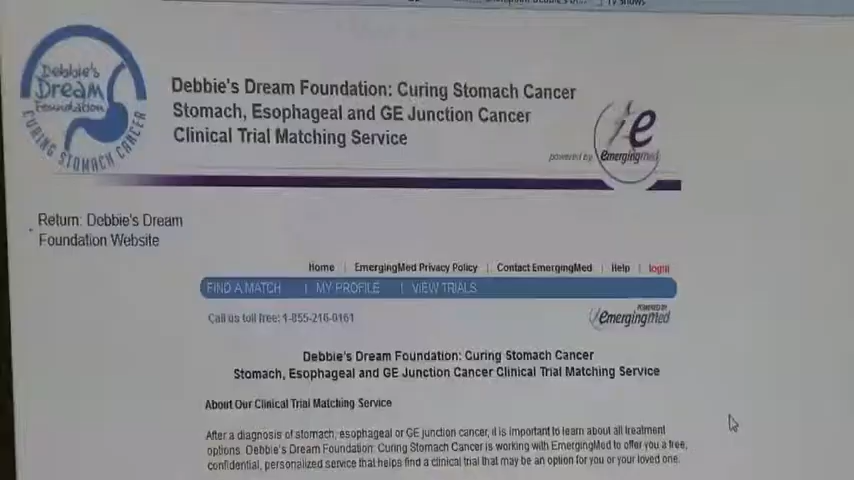 TV Shows
Debbie's
Dream
Foundation
CURING STOMACH CANCER
Debbie's Dream Foundation: Curing Stomach Cancer
Stomach, Esophageal and GE Junction Cancer
Clinical Trial Matching Service
powered by emergingmed
Return: Debbie's Dream
Foundation Website
Home | EmergingMed Privacy Policy | Contact EmergingMed | Help | login
FIND A MATCH | MY PROFILE | VIEW TRIALS
Call us toll free: 1-855-216-0161
POWERED BY
emergingmed
Debbie's Dream Foundation: Curing Stomach Cancer
Stomach, Esophageal and GE Junction Cancer Clinical Trial Matching Service
About Our Clinical Trial Matching Service
After a diagnosis of stomach, esophageal or GE junction cancer, it is important to learn about all treatment
options. Debbie's Dream Foundation: Curing Stomach Cancer is working with EmergingMed to offer you a free,
confidential, personalized service that helps find a clinical trial that may be an option for you or your loved one.